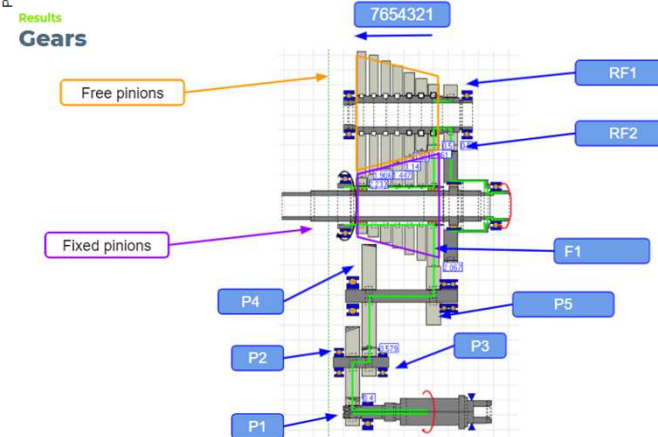 Results
Gears
7654321
RF1
Free pinions
RF2
Fixed pinions
F1
P4
P5
P2
P3
P1